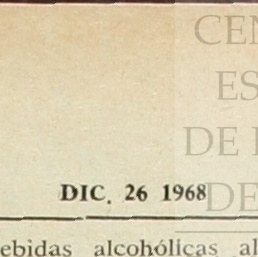 CEN
ES
DE
DIC. 26 1968
DE
ebidas alcohólicas al